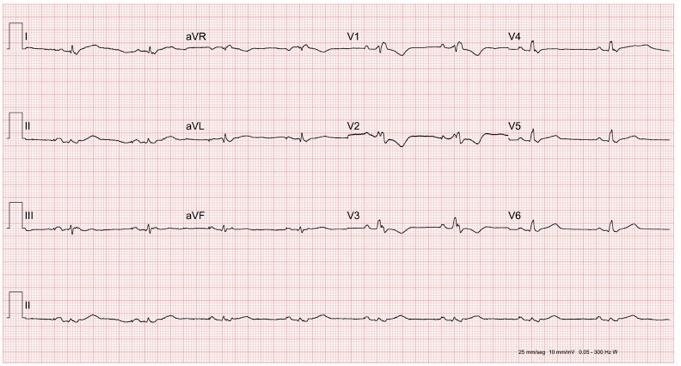 I aVR V1 V4
II aVL V2 V5
III aVF V3 V6
II
25 mm/seg 10 mm/mV 0.05 - 300 Hz W